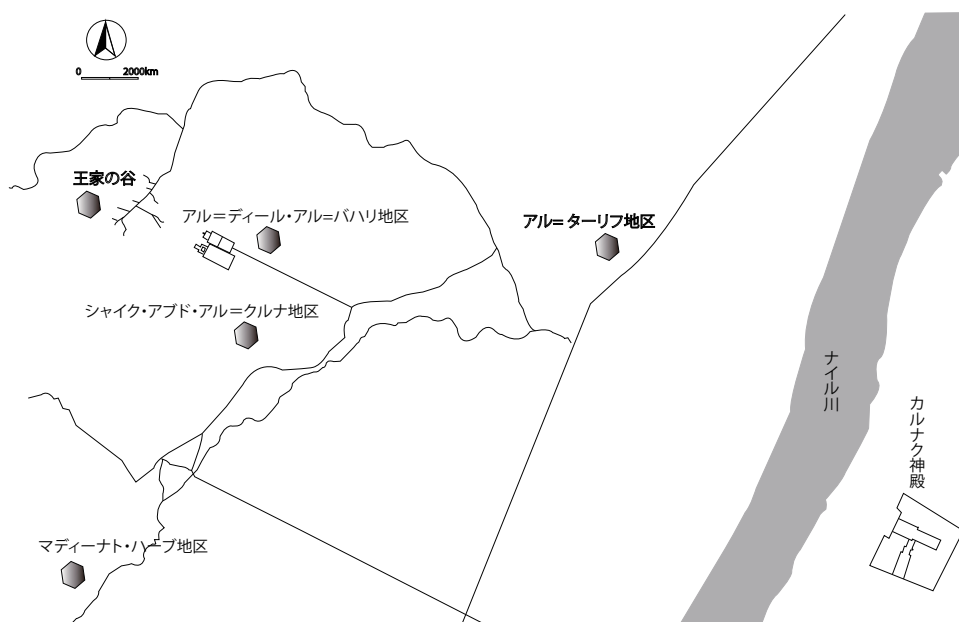 0 2000km
王家の谷
アル＝ディール・アル=バハリ地区
アル= ターリフ地区
シャイク・アブド・アル＝クルナ地区
ナイル川
カルナク神殿
マディーナト・ハーブ地区